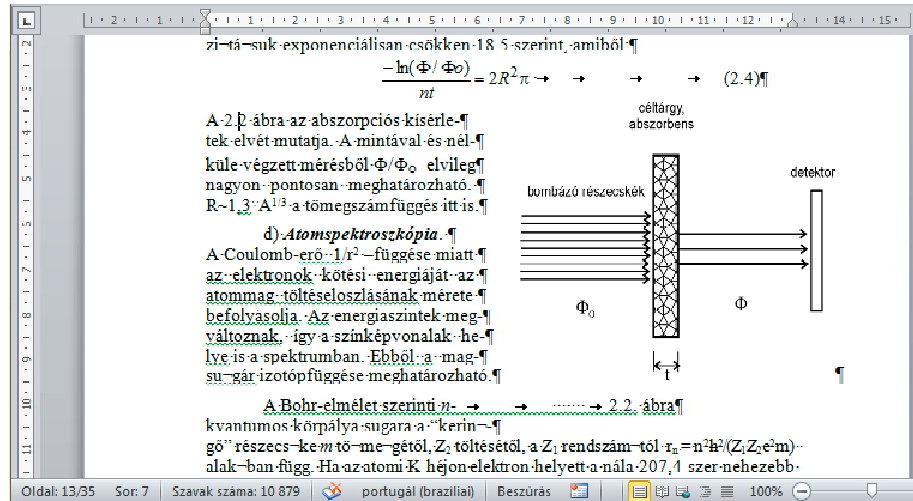 zi¬tá¬suk exponenciálisan csökken 18 5 szerint, amiből
−ln(Φ/Φo)/nt = 2R²π (2.4)
A 2.2 ábra az abszorpciós kísérle-
tek elvét mutatja. A mintával és nél-
küle végzett mérésből Φ/Φo elvileg
nagyon pontosan meghatározható.
R~1,3 A1/3 a tömegszámfüggés itt is.
céltárgy,
abszorbens
bombázó részecskék
detektor
Φ0
Φ
t
d) Atomspektroszkópia.
A Coulomb-erő 1/r² – függése miatt
az elektronok kötési energiáját az
atommag töltéseloszlásának mérete
befolyásolja. Az energiaszintek meg-
változnak, így a színképvonalak he-
lye is a spektrumban. Ebből a mag-
su¬gár izotópfüggése meghatározható.
A Bohr-elmélet szerinti n- 2.2. ábra
kvantumos körpálya sugara a “kerin¬-
gő” részecs¬ke m tö¬me¬gétől, Z2 töltésétől, a Z1 rendszám¬tól rn = n²ħ²/(Z1Z2e²m)
alak¬ban függ. Ha az atomi K héjon elektron helyett a nála 207,4 szer nehezebb
Oldal: 13/35 Sor: 7 Szavak száma: 10 879 portugál (brazíliai) Beszúrás 100%